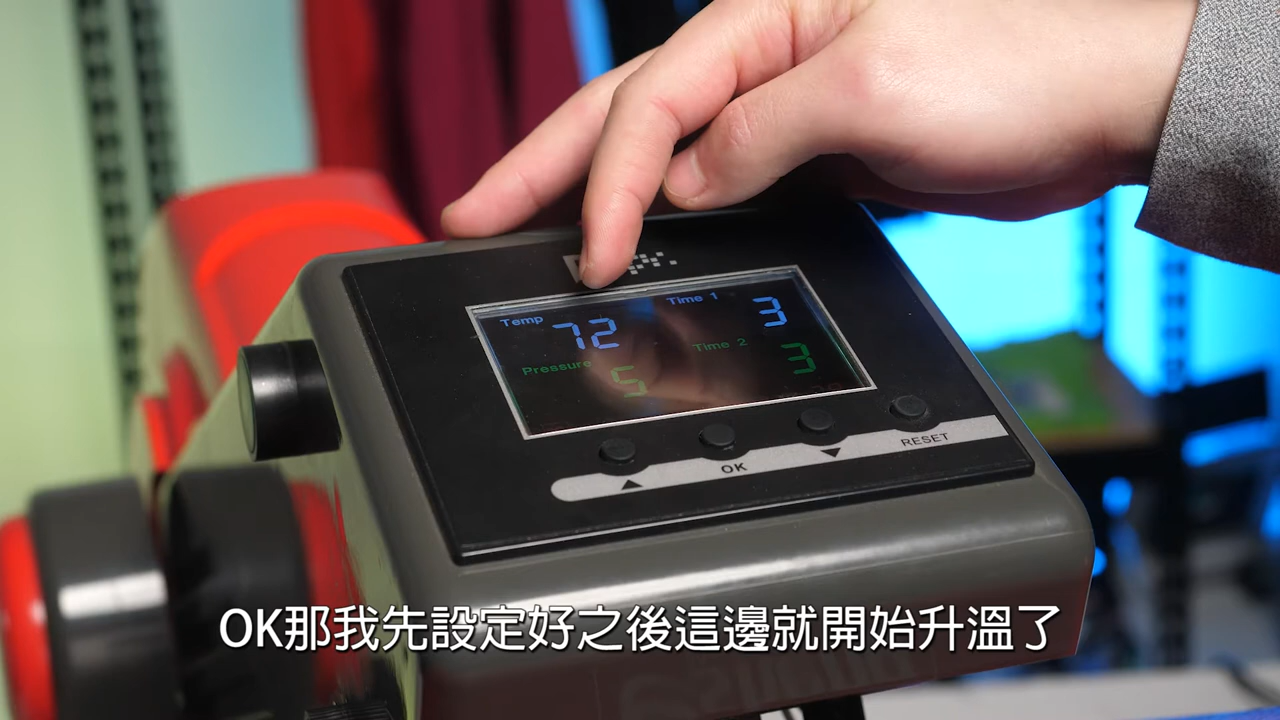 Temp 72
Time 1 3
Pressure 5
Time 2 3
▲ OK ▼ RESET
OK那我先設定好之後這邊就開始升溫了